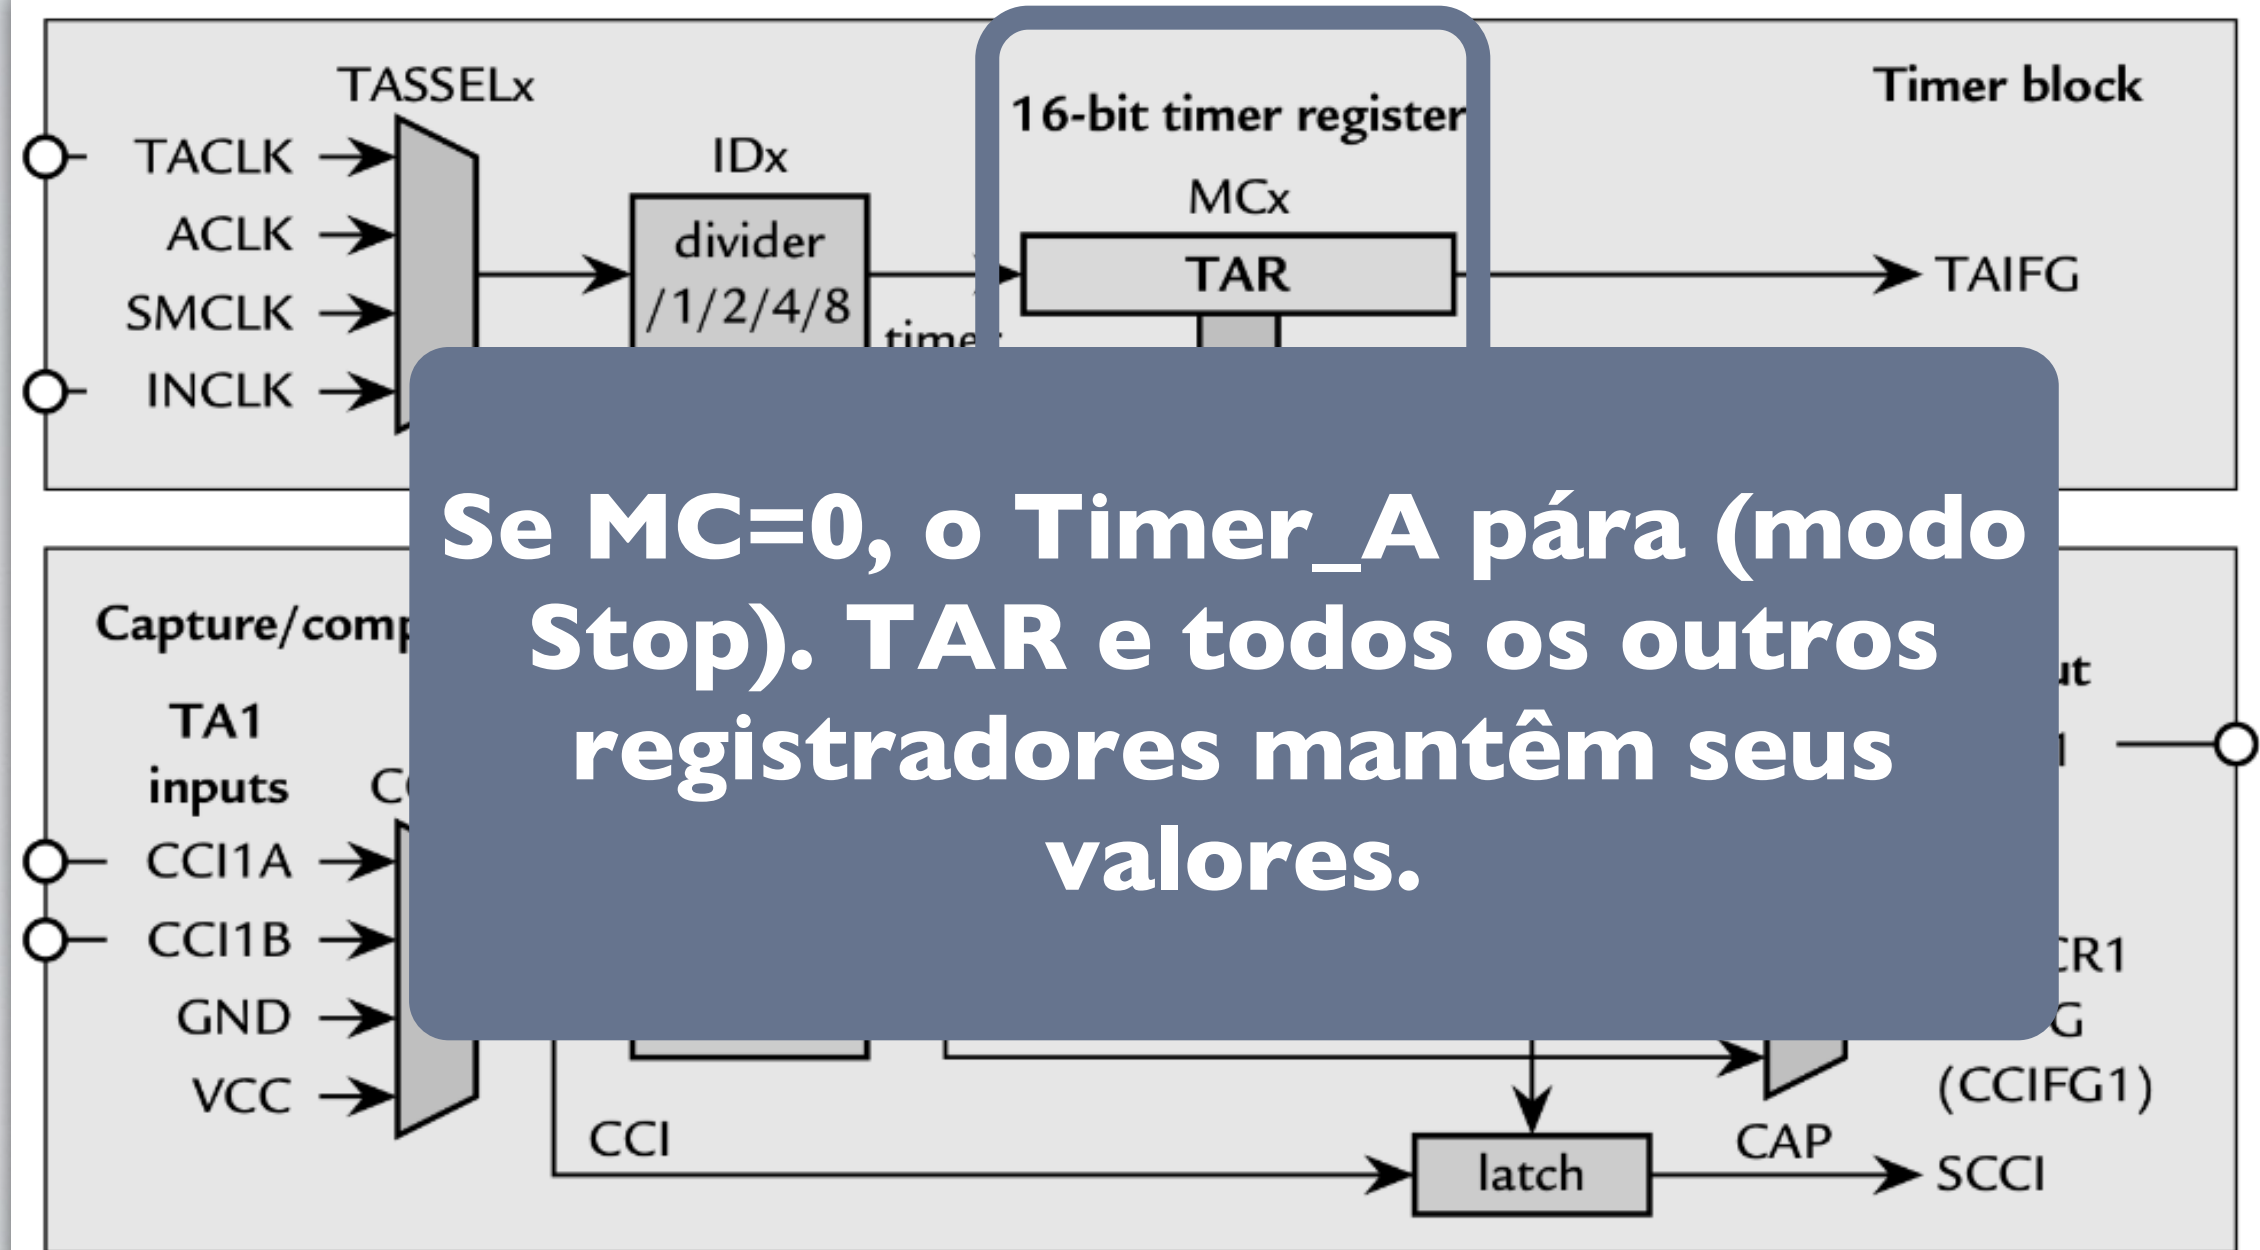 TASSELx
Timer block
16-bit timer register
TACLK
IDx
MCx
ACLK
divider
TAR
TAIFG
SMCLK
/1/2/4/8
INCLK
Se MC=0, o Timer_A pára (modo
Stop). TAR e todos os outros
registradores mantêm seus
valores.
TA1
inputs
CCI1A
CCI1B
GND
VCC
(CCIFG1)
CCI
CAP
latch
SCCI